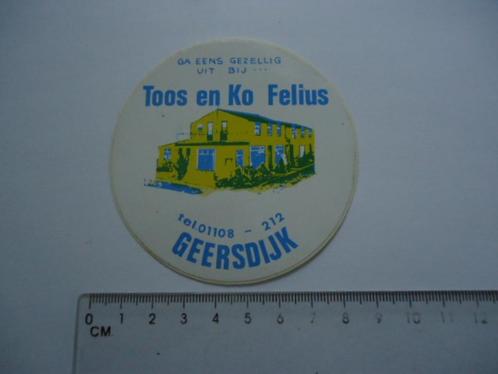 GA EENS GEZELLIG
UIT BIJ ...
Toos en Ko Felius
tel.01108 - 212
GEERSDIJK
0 1 2 3 4 5 6 7 8 9 10 11 12
CM